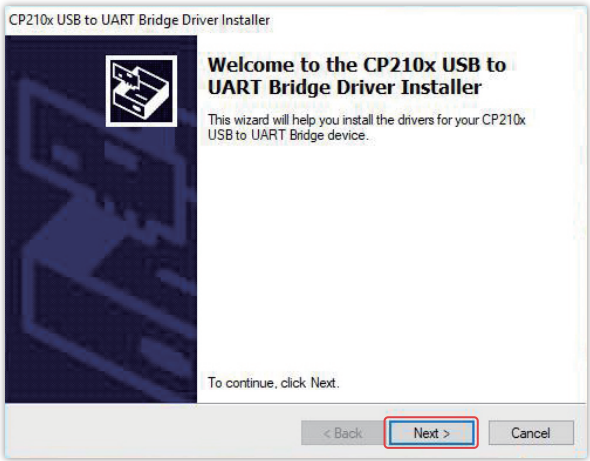 CP210x USB to UART Bridge Driver Installer
Welcome to the CP210x USB to
UART Bridge Driver Installer
This wizard will help you install the drivers for your CP210x
USB to UART Bridge device.
To continue, click Next.
< Back Next > Cancel